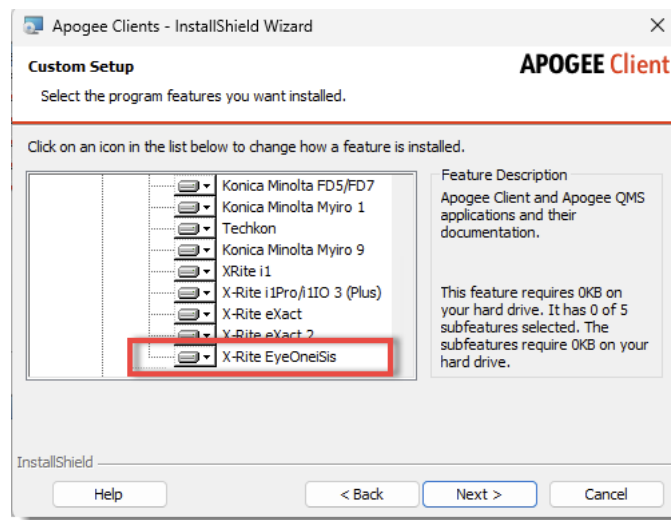 Apogee Clients - InstallShield Wizard
Custom Setup
APOGEE Client
Select the program features you want installed.
Click on an icon in the list below to change how a feature is installed.
Konica Minolta FD5/FD7
Konica Minolta Myiro 1
Techkon
Konica Minolta Myiro 9
XRite i1
X-Rite i1Pro/i1IO 3 (Plus)
X-Rite eXact
X-Rite eXact 2
X-Rite EyeOneiSis
Feature Description
Apogee Client and Apogee QMS
applications and their
documentation.
This feature requires 0KB on
your hard drive. It has 0 of 5
subfeatures selected. The
subfeatures require 0KB on your
hard drive.
InstallShield
Help
< Back
Next >
Cancel